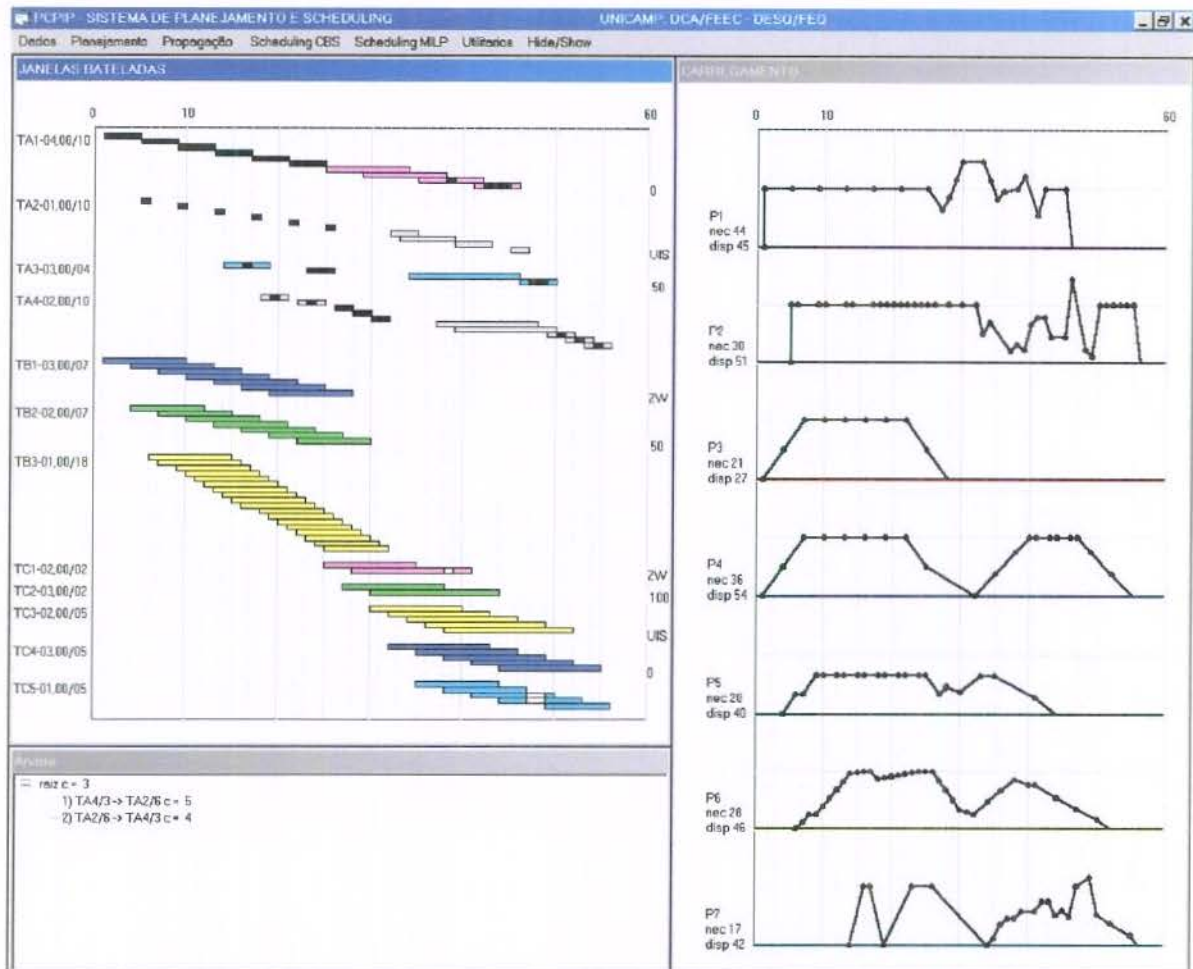 PCPIP - SISTEMA DE PLANEJAMENTO E SCHEDULING UNICAMP: DCA/FEEC - DESQ/FEQ
Dados Planejamento Propagação Scheduling CBS Scheduling MILP Utilitarios Hide/Show
JANELAS BATELADAS
0 10 60
TA1-04,00/10
0
TA2-01,00/10
UIS
TA3-03,00/04
50
TA4-02,00/10
TB1-03,00/07
ZW
TB2-02,00/07
50
TB3-01,00/18
TC1-02,00/02
ZW
TC2-03,00/02
100
TC3-02,00/05
UIS
TC4-03,00/05
0
TC5-01,00/05
CARREGAMENTO
0 10 60
P1
nec 44
disp 45
P2
nec 30
disp 51
P3
nec 21
disp 27
P4
nec 36
disp 54
P5
nec 28
disp 40
P6
nec 28
disp 46
P7
nec 17
disp 42
raiz c = 3
1) TA4/3 -> TA2/6 c = 5
2) TA2/6 -> TA4/3 c = 4